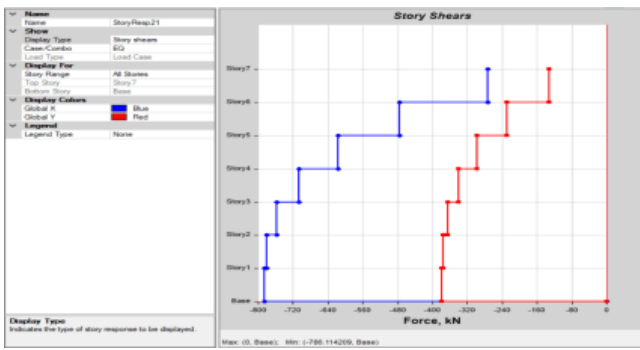 Name
Name StoryResp21
Show
Display Type Story shears
Case/Combo EQ
Load Type Load Case
Display For
Story Range All Stories
Top Story Story7
Bottom Story Base
Display Colors
Global X Blue
Global Y Red
Legend
Legend Type None
Display Type
Indicates the type of story response to be displayed.
Story Shears
Story7
Story6
Story5
Story4
Story3
Story2
Story1
Base
-800 -720 -640 -560 -480 -400 -320 -240 -160 -80 0
Force, kN
Max: (0, Base); Min: (-786.114209, Base)